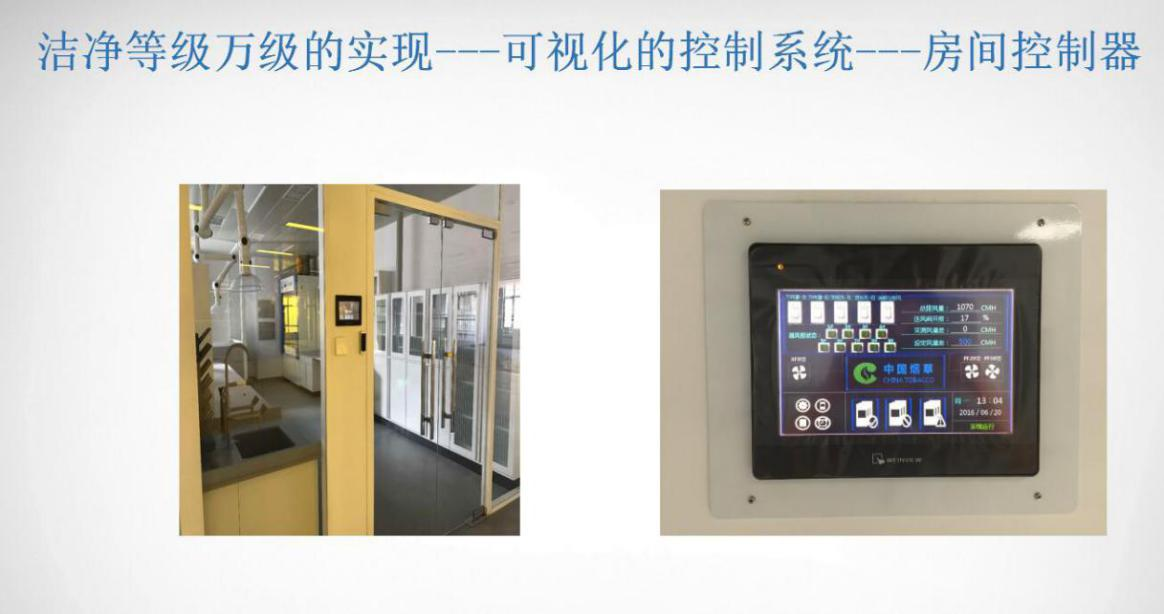 洁净等级万级的实现---可视化的控制系统---房间控制器
总排风量: 1070 CMH
送风阀开度: 17 %
实测风量差: 0 CMH
设定风量差: 500 CMH
中国烟草
CHINA TOBACCO
周一 13:04
2016/06/20
WEINVIEW